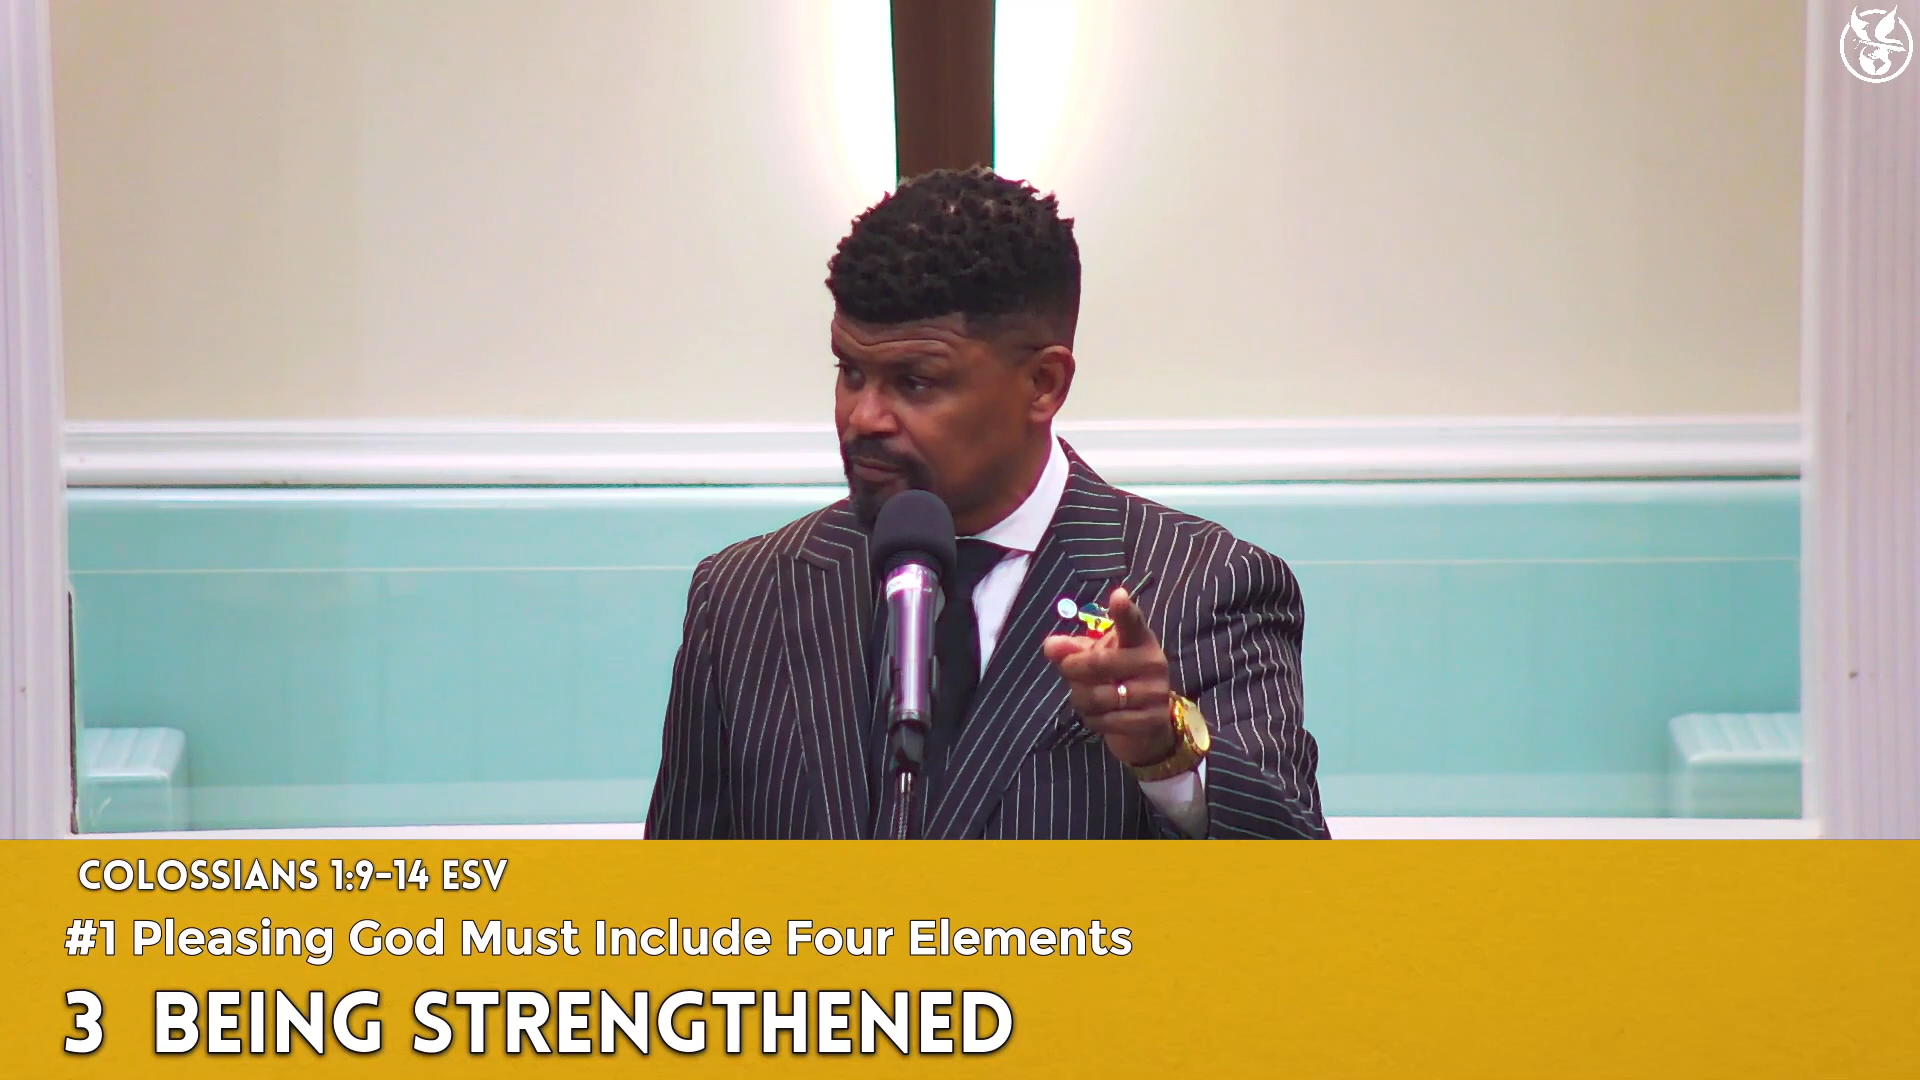 COLOSSIANS 1:9-14 ESV
#1 Pleasing God Must Include Four Elements
3 BEING STRENGTHENED